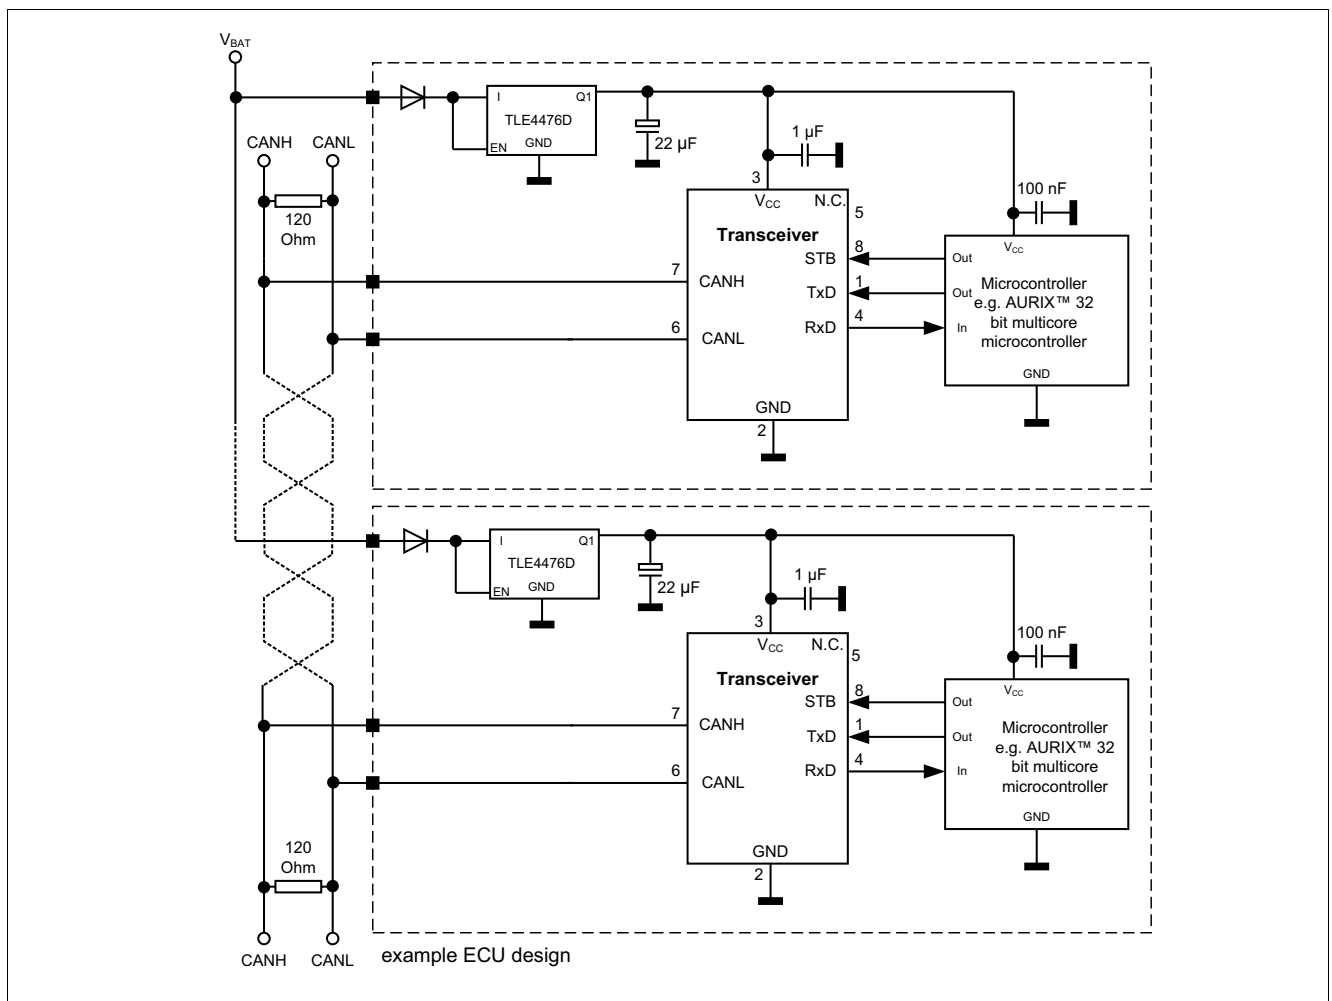 V_BAT
CANH
CANL
120
Ohm
I
Q1
TLE4476D
EN
GND
22 µF
1 µF
100 nF
3
V_CC
N.C.
5
Transceiver
STB
8
TxD
1
RxD
4
7
CANH
6
CANL
GND
2
V_CC
Out
Out
In
Microcontroller
e.g. AURIX™ 32
bit multicore
microcontroller
GND
I
Q1
TLE4476D
EN
GND
22 µF
1 µF
100 nF
3
V_CC
N.C.
5
Transceiver
STB
8
TxD
1
RxD
4
7
CANH
6
CANL
GND
2
V_CC
Out
Out
In
Microcontroller
e.g. AURIX™ 32
bit multicore
microcontroller
GND
120
Ohm
CANH
CANL
example ECU design